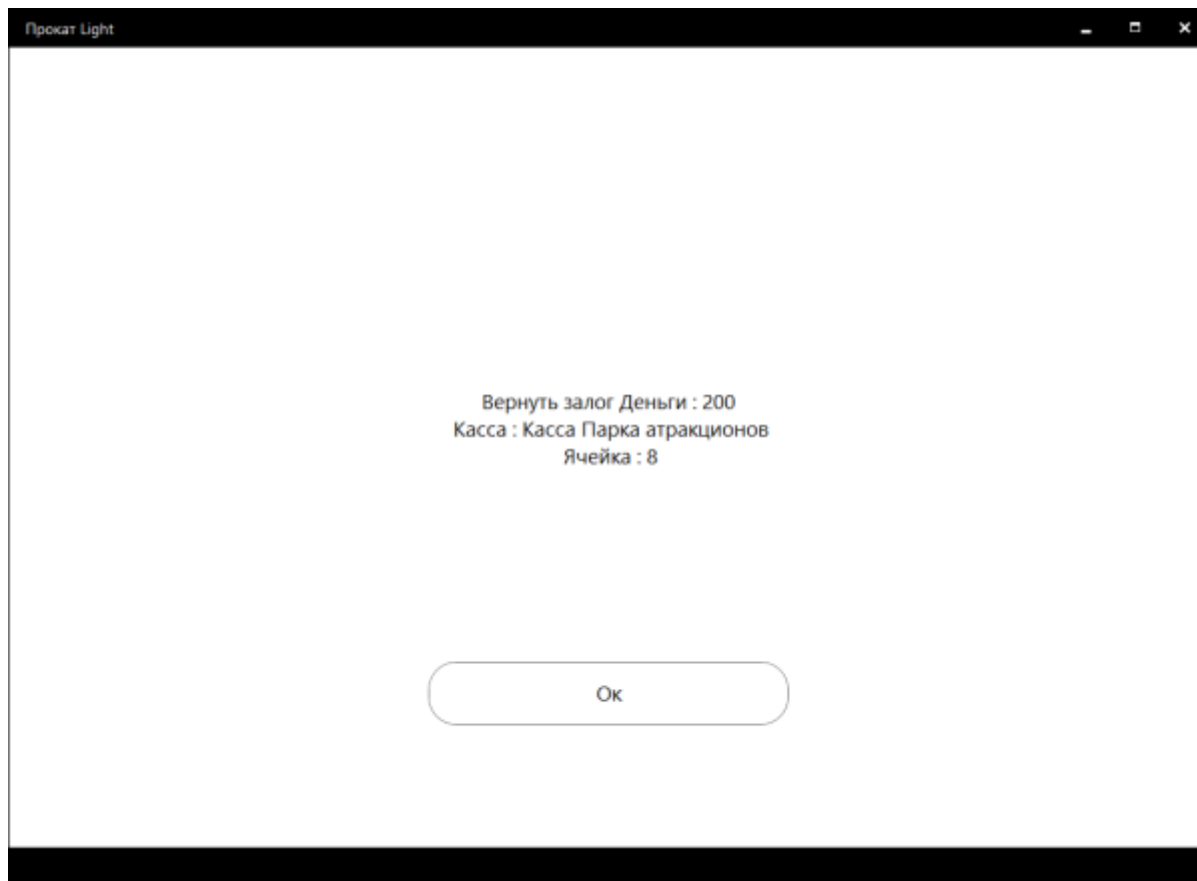 Прокат Light
Вернуть залог Деньги : 200
Касса : Касса Парка атракционов
Ячейка : 8
Ок